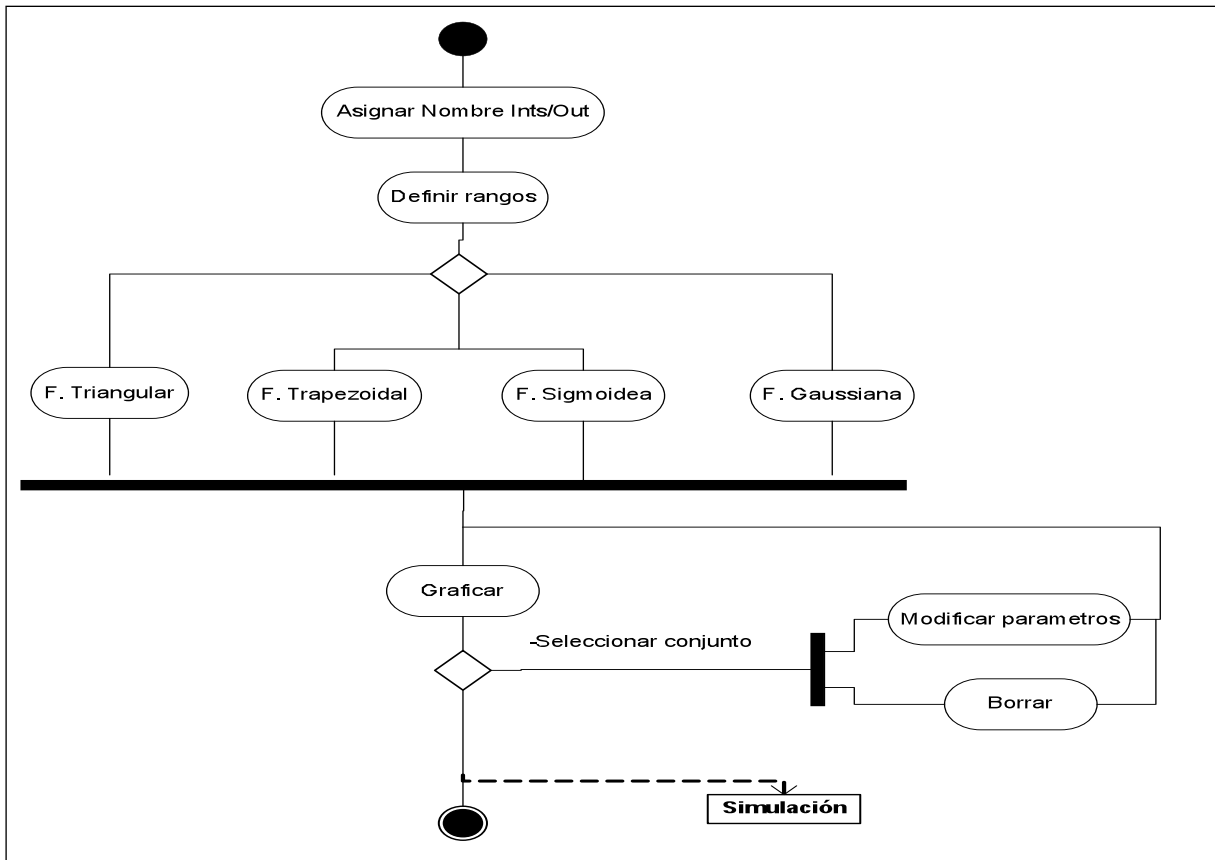 Asignar Nombre Ints/Out
Definir rangos
F. Triangular
F. Trapezoidal
F. Sigmoidea
F. Gaussiana
Graficar
-Seleccionar conjunto
Modificar parametros
Borrar
Simulación